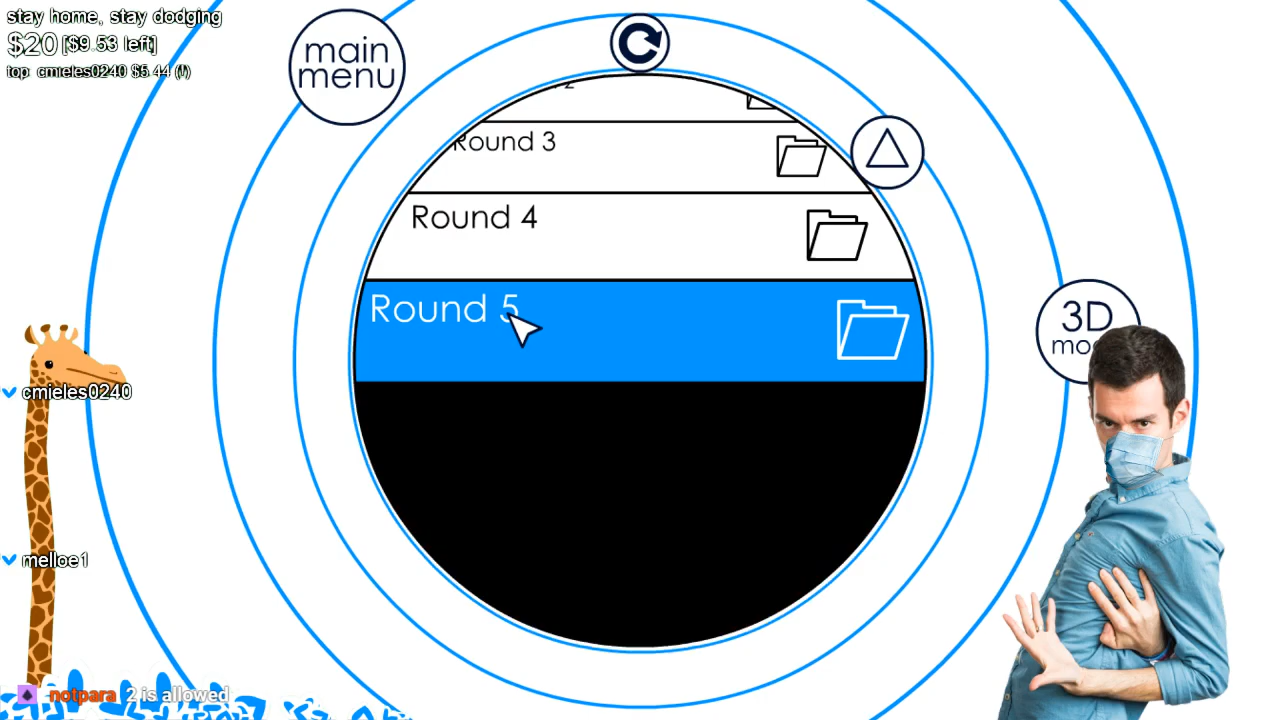 stay home, stay dodging
$20 [$9.53 left]
top cmieles0240 $5.44 (!)
main
menu
Round 3
Round 4
Round 5
3D
cmieles0240
melloe1
notpara 2 is allowed